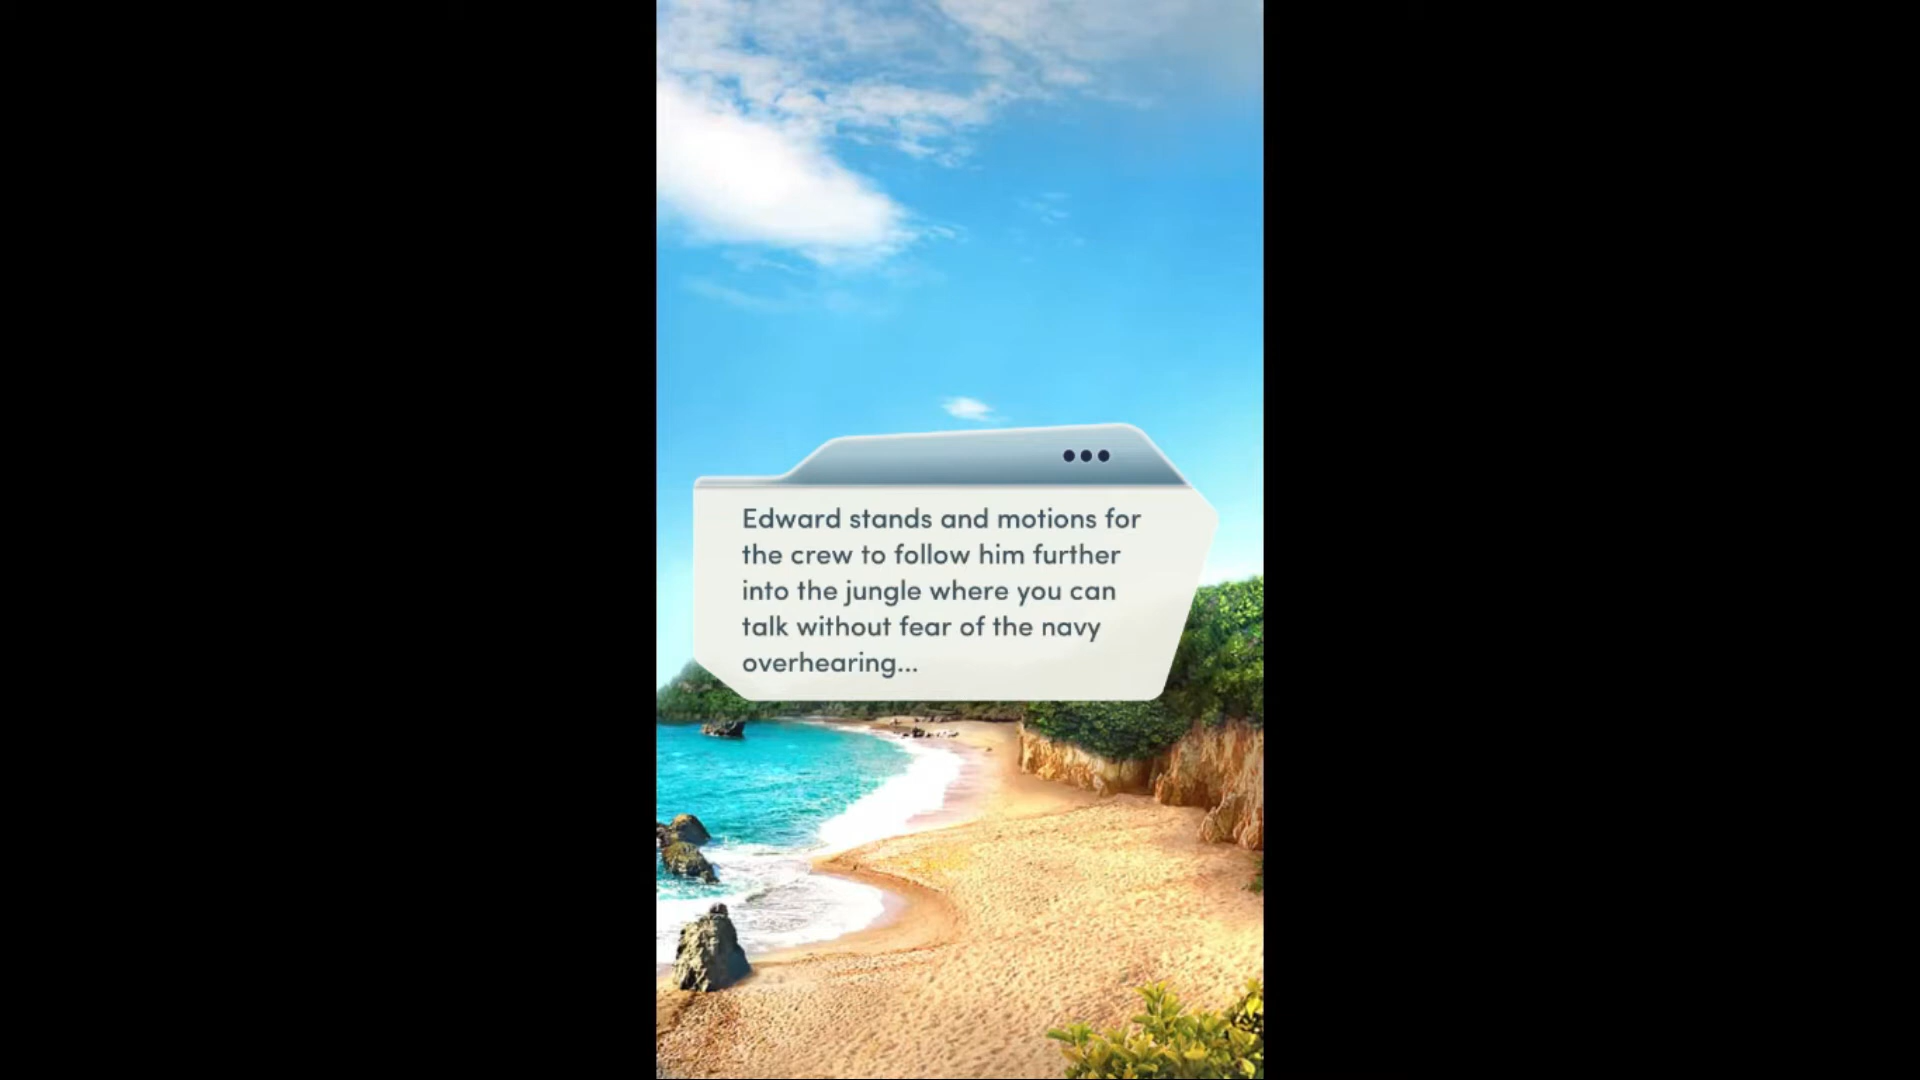 Edward stands and motions for
the crew to follow him further
into the jungle where you can
talk without fear of the navy
overhearing...